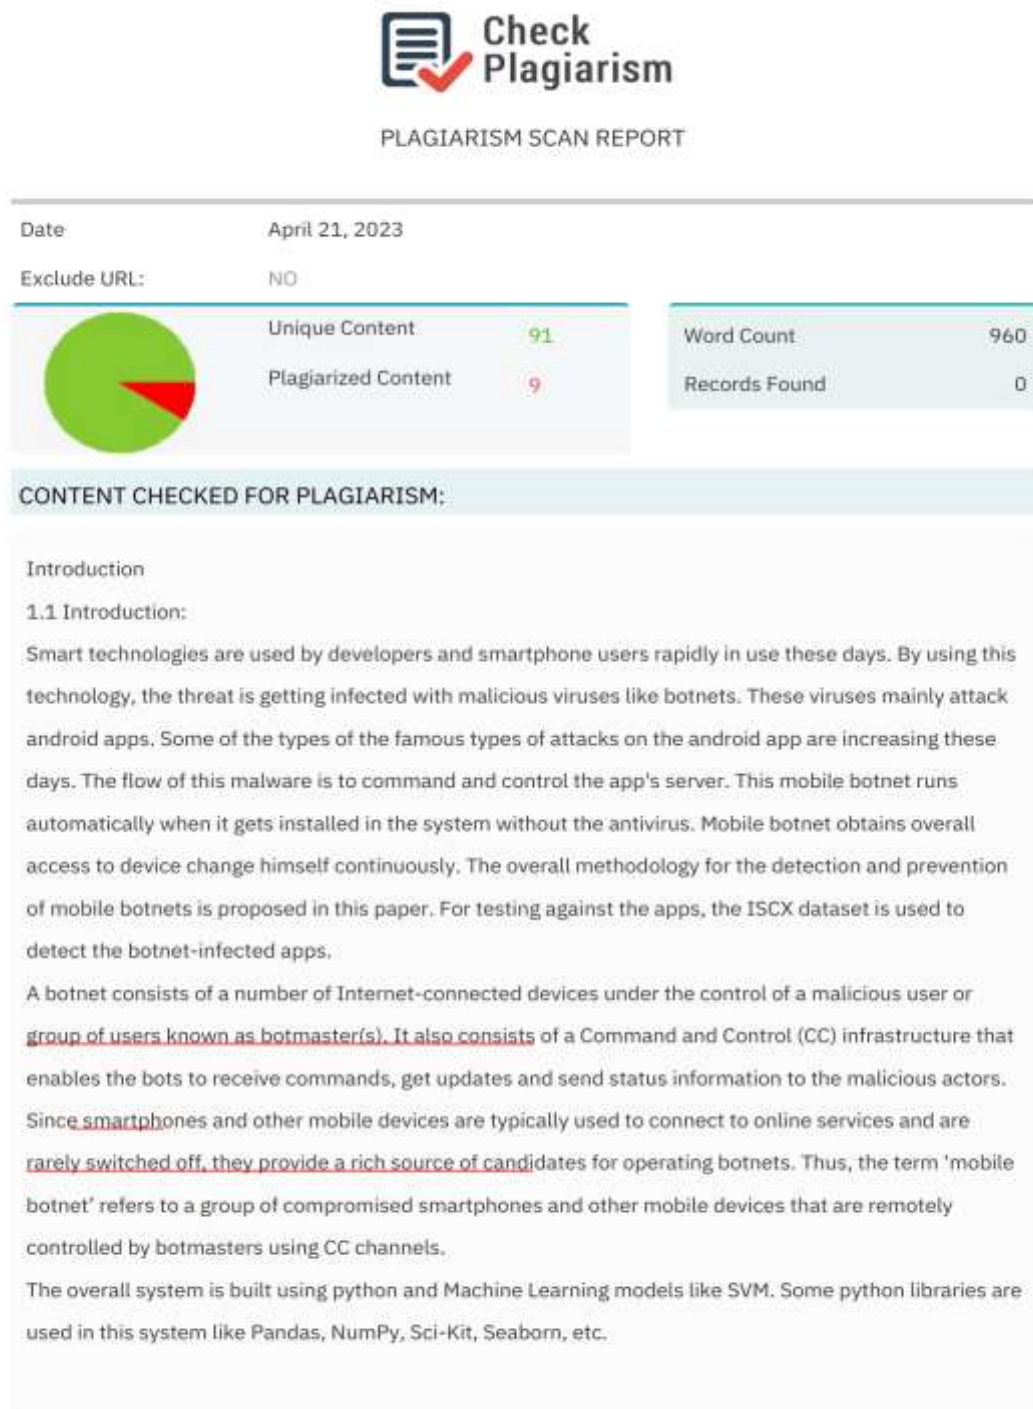 Check
Plagiarism
PLAGIARISM SCAN REPORT
Date April 21, 2023
Exclude URL: NO
Unique Content 91
Plagiarized Content 9
Word Count 960
Records Found 0
CONTENT CHECKED FOR PLAGIARISM:
Introduction
1.1 Introduction:
Smart technologies are used by developers and smartphone users rapidly in use these days. By using this
technology, the threat is getting infected with malicious viruses like botnets. These viruses mainly attack
android apps. Some of the types of the famous types of attacks on the android app are increasing these
days. The flow of this malware is to command and control the app's server. This mobile botnet runs
automatically when it gets installed in the system without the antivirus. Mobile botnet obtains overall
access to device change himself continuously. The overall methodology for the detection and prevention
of mobile botnets is proposed in this paper. For testing against the apps, the ISCX dataset is used to
detect the botnet-infected apps.
A botnet consists of a number of Internet-connected devices under the control of a malicious user or
group of users known as botmaster(s). It also consists of a Command and Control (CC) infrastructure that
enables the bots to receive commands, get updates and send status information to the malicious actors.
Since smartphones and other mobile devices are typically used to connect to online services and are
rarely switched off, they provide a rich source of candidates for operating botnets. Thus, the term 'mobile
botnet' refers to a group of compromised smartphones and other mobile devices that are remotely
controlled by botmasters using CC channels.
The overall system is built using python and Machine Learning models like SVM. Some python libraries are
used in this system like Pandas, NumPy, Sci-Kit, Seaborn, etc.